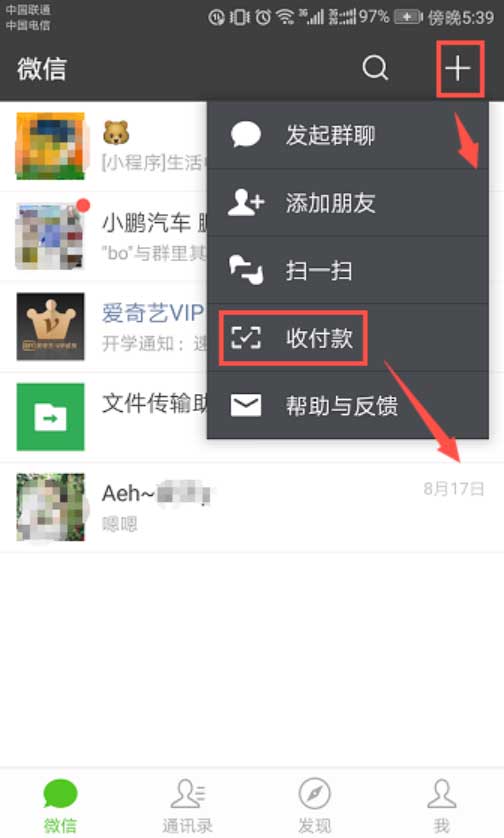 中国联通
中国电信
97%
傍晚5:39
微信
发起群聊
[小程序]生活
添加朋友
小鹏汽车
"bo"与群里其
扫一扫
爱奇艺VIP
收付款
开学通知：速
文件传输助
帮助与反馈
Aeh~
8月17日
嗯嗯
微信
通讯录
发现
我